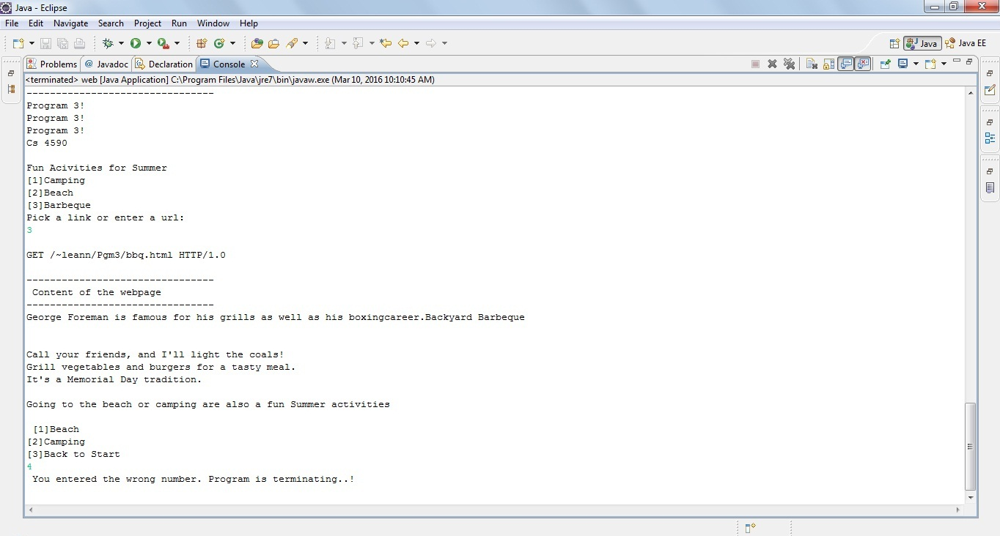 Java - Eclipse
File Edit Navigate Search Project Run Window Help
Java Java EE
Problems @ Javadoc Declaration Console
<terminated> web [Java Application] C:\Program Files\Java\jre7\bin\javaw.exe (Mar 10, 2016 10:10:45 AM)
--------------------------------
Program 3!
Program 3!
Program 3!
Cs 4590
Fun Acivities for Summer
[1]Camping
[2]Beach
[3]Barbeque
Pick a link or enter a url:
3
GET /~leann/Pgm3/bbq.html HTTP/1.0
--------------------------------
Content of the webpage
--------------------------------
George Foreman is famous for his grills as well as his boxingcareer.Backyard Barbeque
Call your friends, and I'll light the coals!
Grill vegetables and burgers for a tasty meal.
It's a Memorial Day tradition.
Going to the beach or camping are also a fun Summer activities
[1]Beach
[2]Camping
[3]Back to Start
4
You entered the wrong number. Program is terminating..!